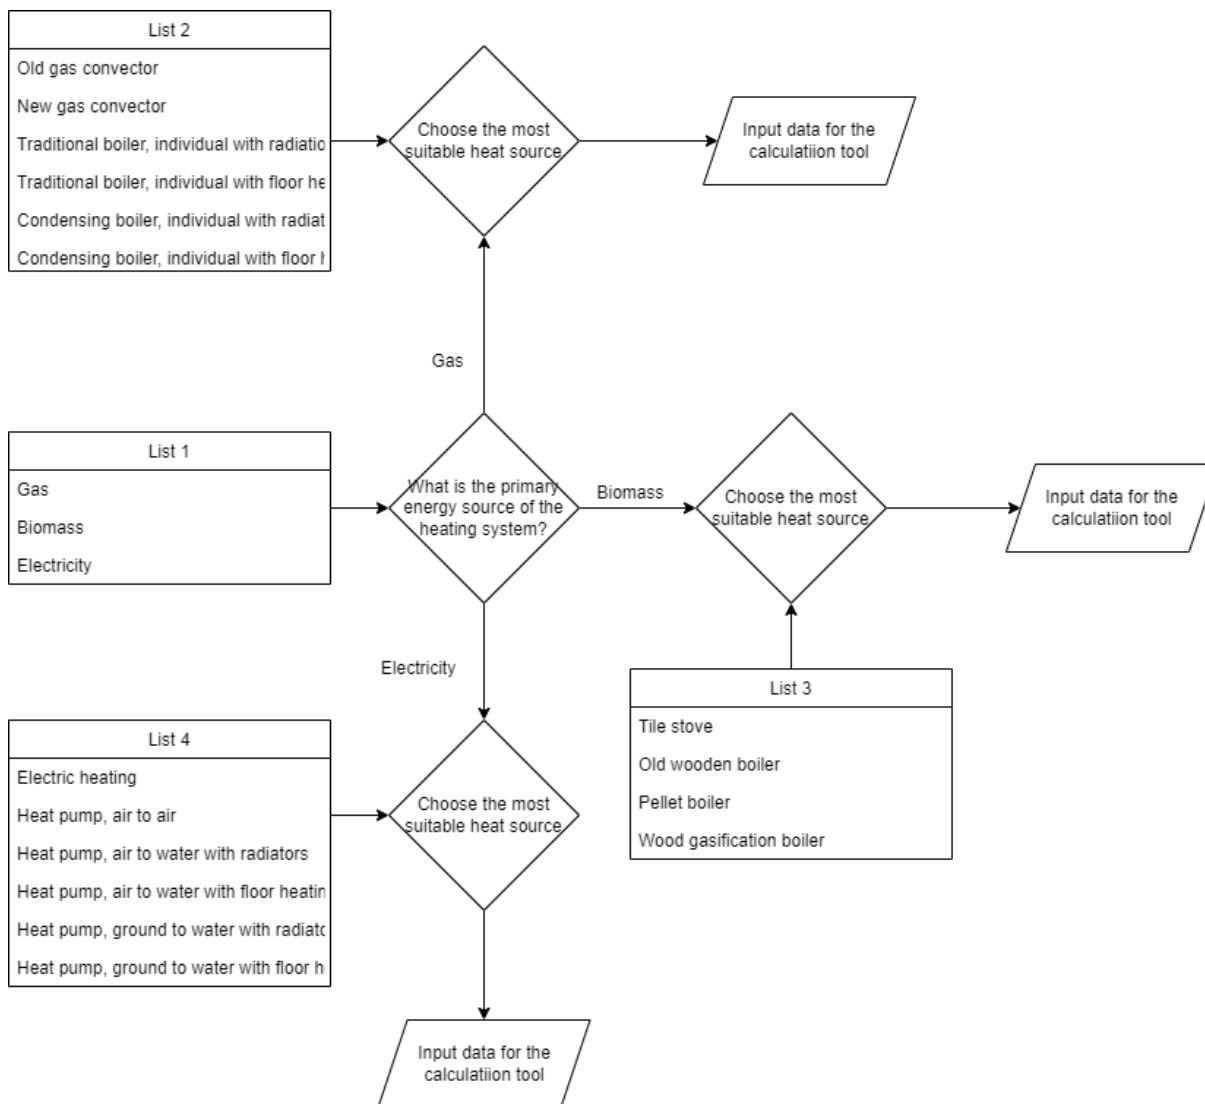 List 2
Old gas convector
New gas convector
Traditional boiler, individual with radiatio
Traditional boiler, individual with floor he
Condensing boiler, individual with radiat
Condensing boiler, individual with floor h
Choose the most
suitable heat source
Input data for the
calculatiion tool
Gas
List 1
Gas
Biomass
Electricity
What is the primary
energy source of the
heating system?
Biomass
Choose the most
suitable heat source
Input data for the
calculatiion tool
Electricity
List 3
Tile stove
Old wooden boiler
Pellet boiler
Wood gasification boiler
List 4
Electric heating
Heat pump, air to air
Heat pump, air to water with radiators
Heat pump, air to water with floor heatin
Heat pump, ground to water with radiato
Heat pump, ground to water with floor h
Choose the most
suitable heat source
Input data for the
calculatiion tool